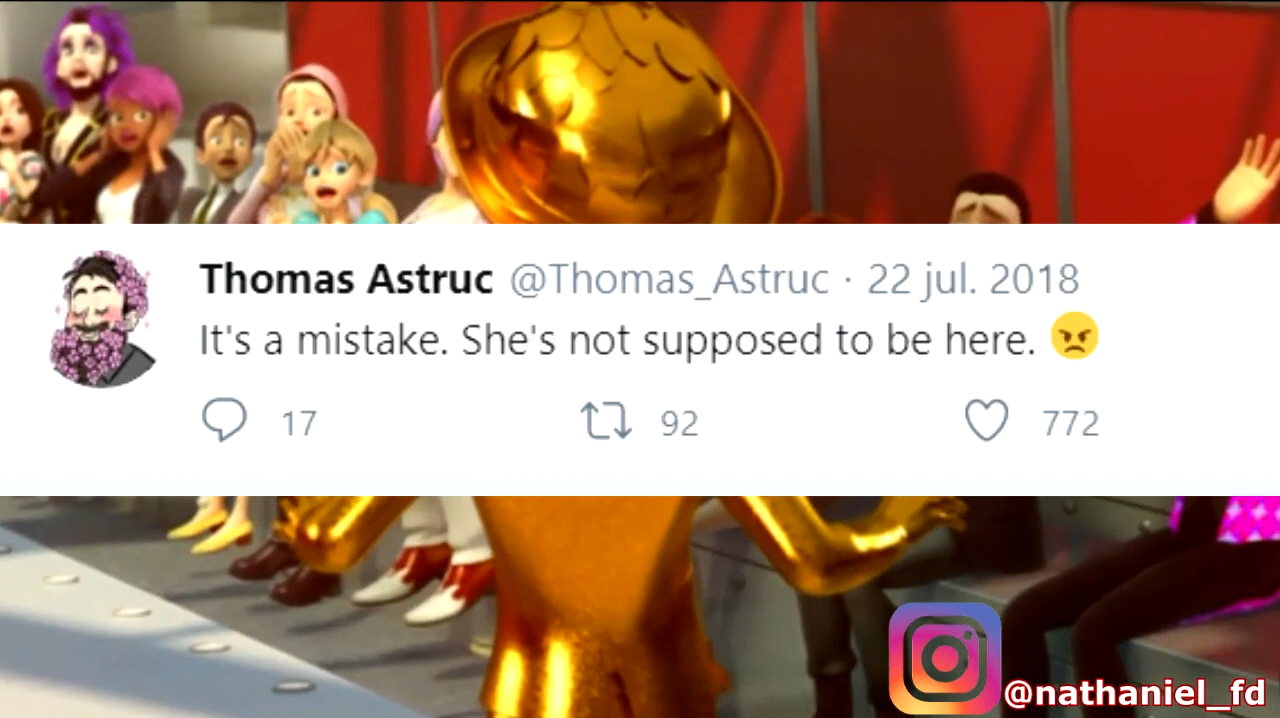 Thomas Astruc @Thomas_Astruc · 22 jul. 2018
It's a mistake. She's not supposed to be here. 😠
17 92 772
@nathaniel_fd